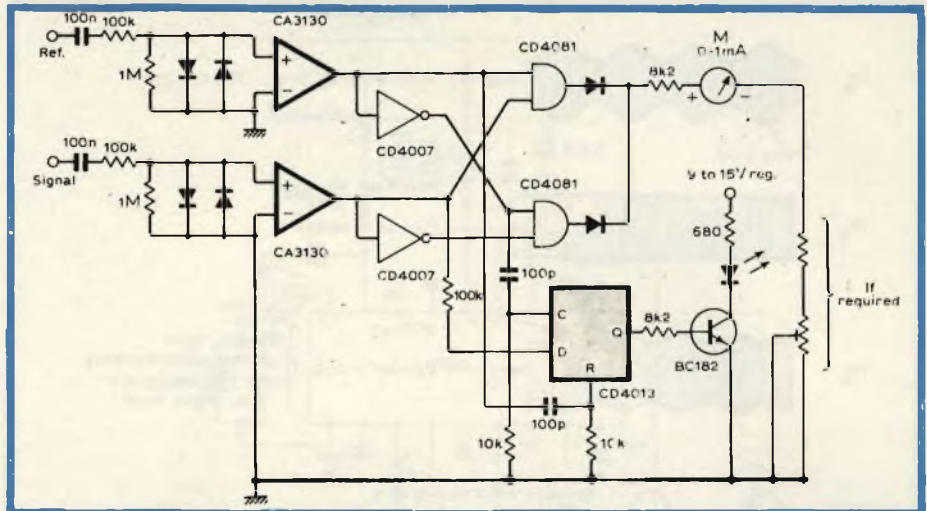 CA3130
100n
100k
Ref.
1M
+
−
CD4081
M
0-1mA
8k2
+
−
CD4007
100n
100k
Signal
1M
+
−
CA3130
CD4007
CD4081
9 to 15V reg.
680
100k
100p
If
required
C
Q
D
R
8k2
BC182
CD4013
100p
10k
10k